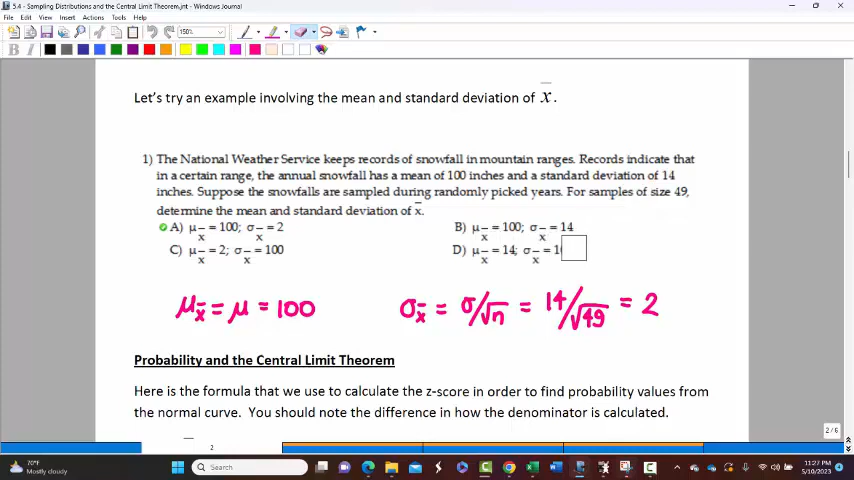 5.4 - Sampling Distributions and the Central Limit Theorem.jnt - Windows Journal
File Edit View Insert Actions Tools Help
150%
B I
Let's try an example involving the mean and standard deviation of x̄.
1) The National Weather Service keeps records of snowfall in mountain ranges. Records indicate that
in a certain range, the annual snowfall has a mean of 100 inches and a standard deviation of 14
inches. Suppose the snowfalls are sampled during randomly picked years. For samples of size 49,
determine the mean and standard deviation of x̄.
A) μx̄ = 100; σx̄ = 2 B) μx̄ = 100; σx̄ = 14
C) μx̄ = 2; σx̄ = 100 D) μx̄ = 14; σx̄ = 1
μx̄ = μ = 100 σx̄ = σ/√n = 14/√49 = 2
Probability and the Central Limit Theorem
Here is the formula that we use to calculate the z-score in order to find probability values from
the normal curve. You should note the difference in how the denominator is calculated.
2/6
2
70°F
Mostly cloudy
Search
11:27 PM
5/10/2023